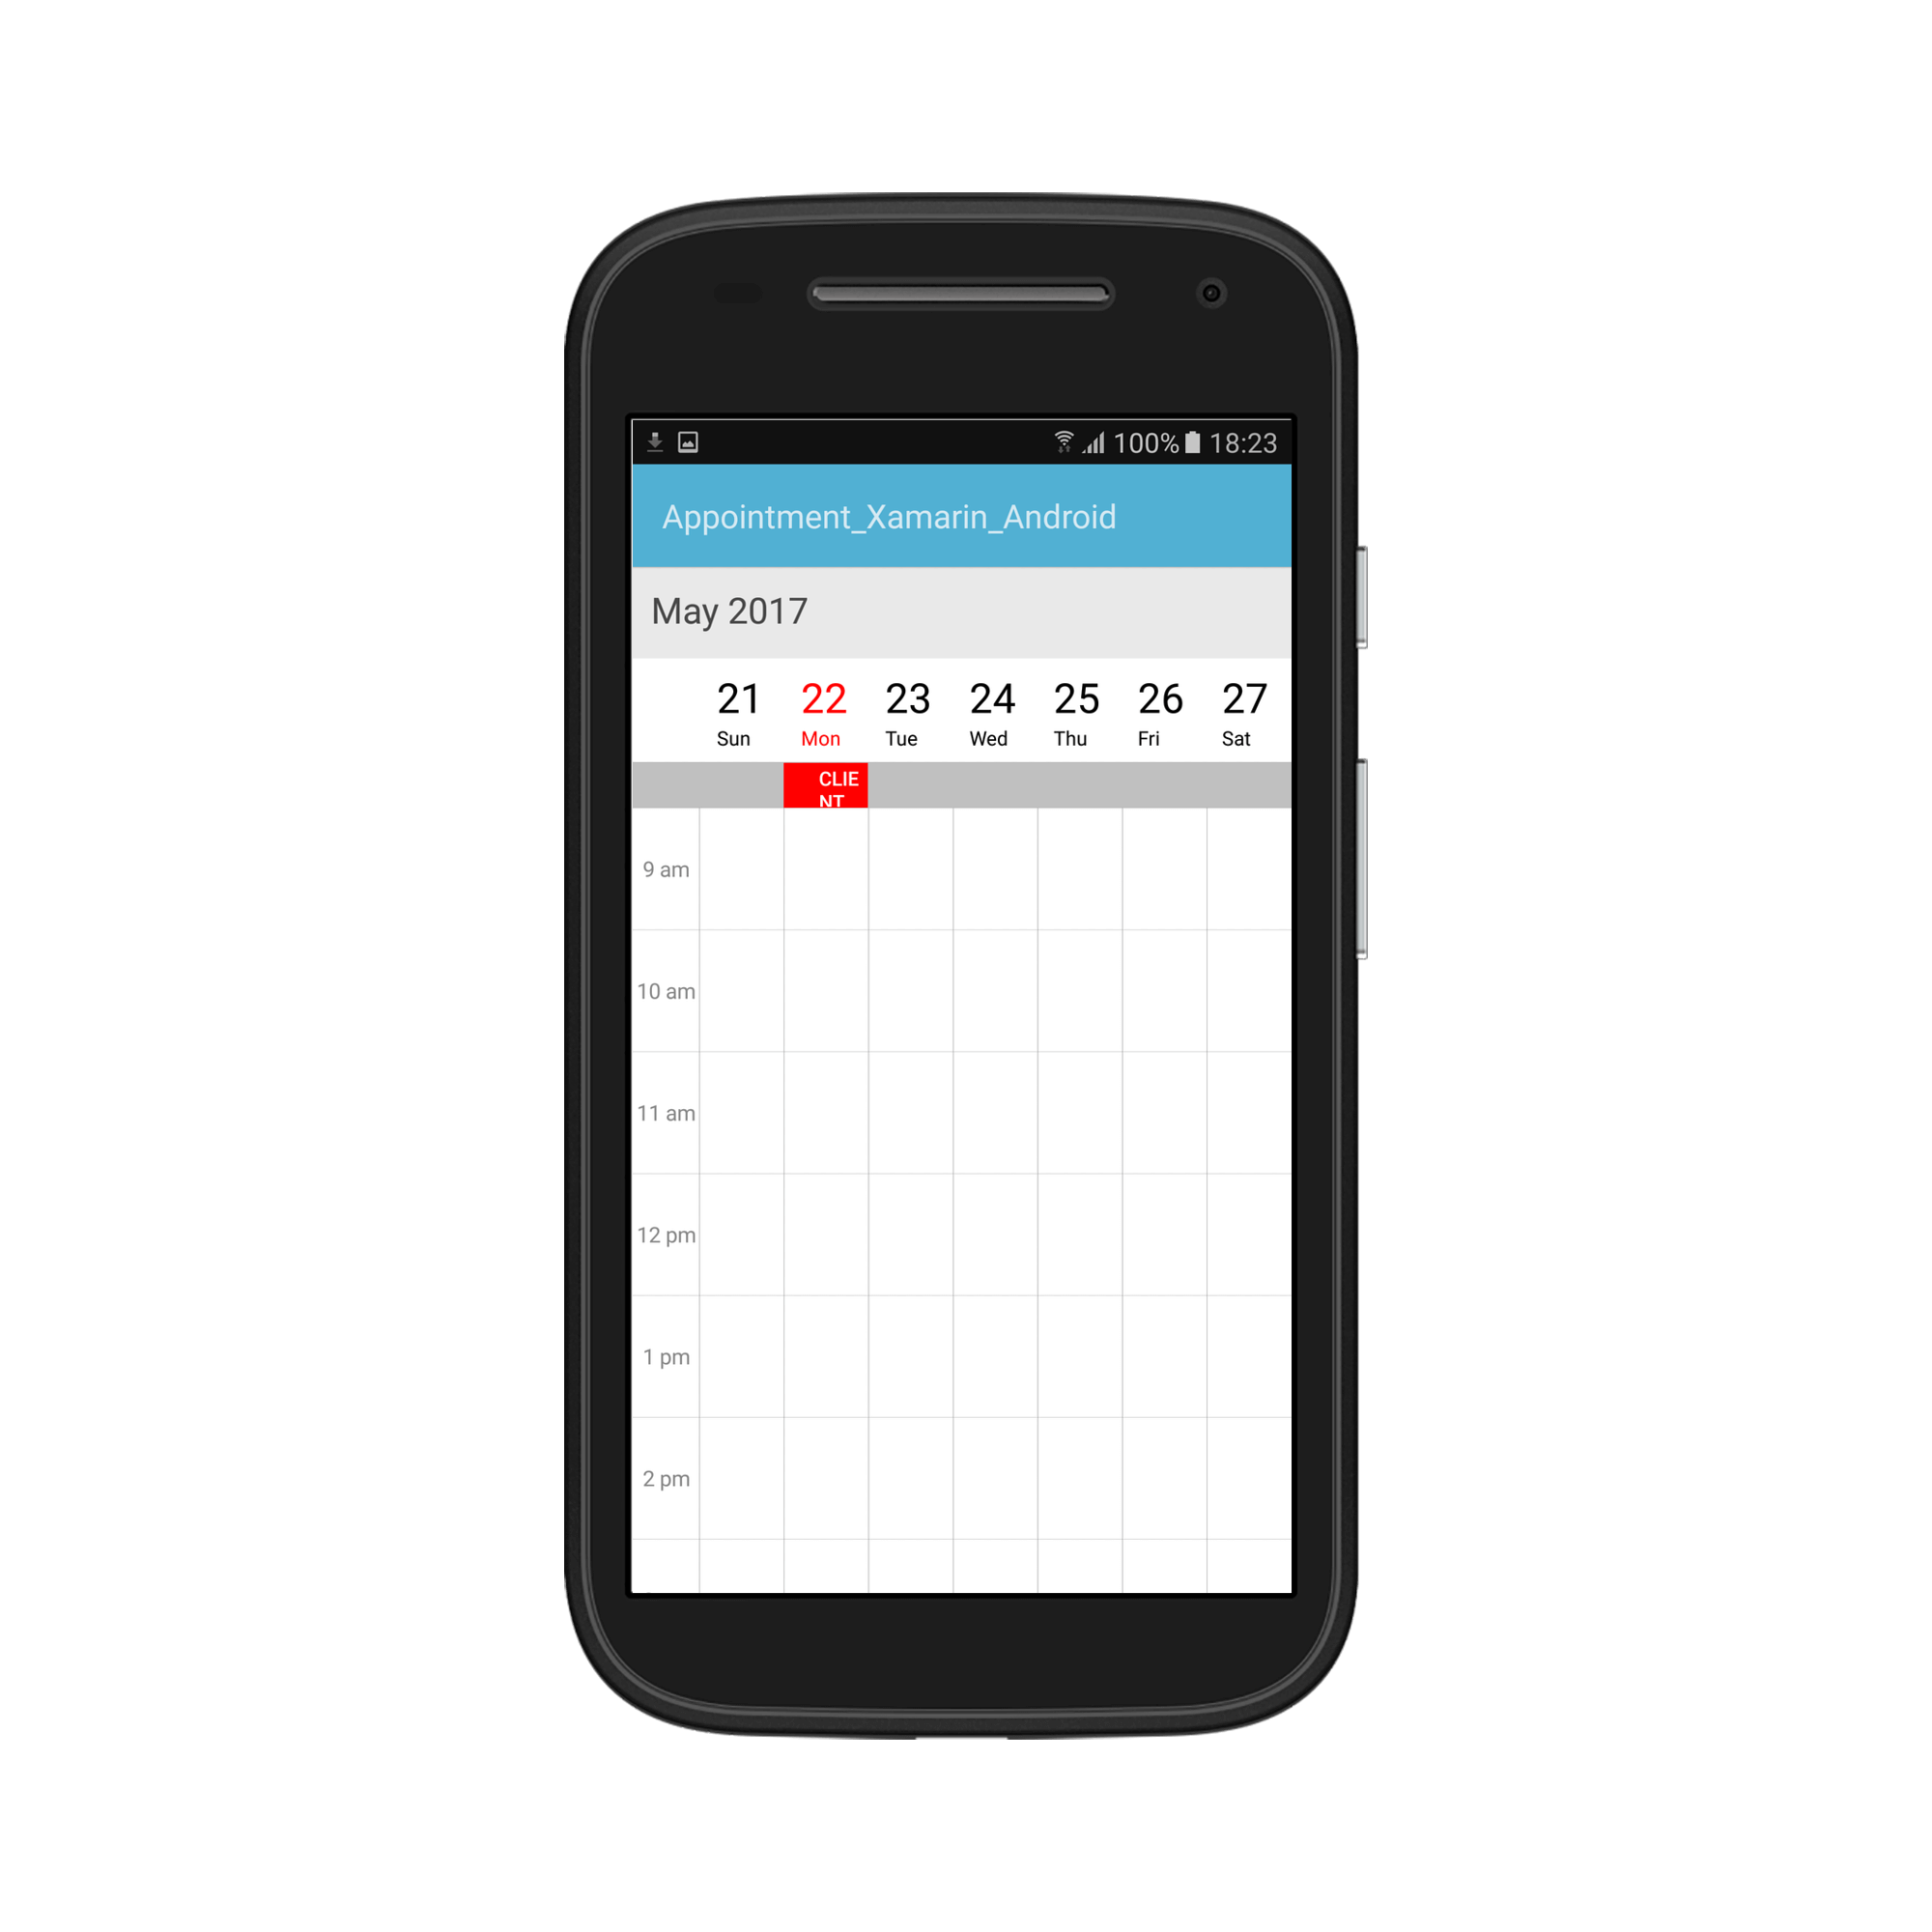 100% 18:23
Appointment_Xamarin_Android
May 2017
21 22 23 24 25 26 27
Sun Mon Tue Wed Thu Fri Sat
CLIE
NT
9 am
10 am
11 am
12 pm
1 pm
2 pm